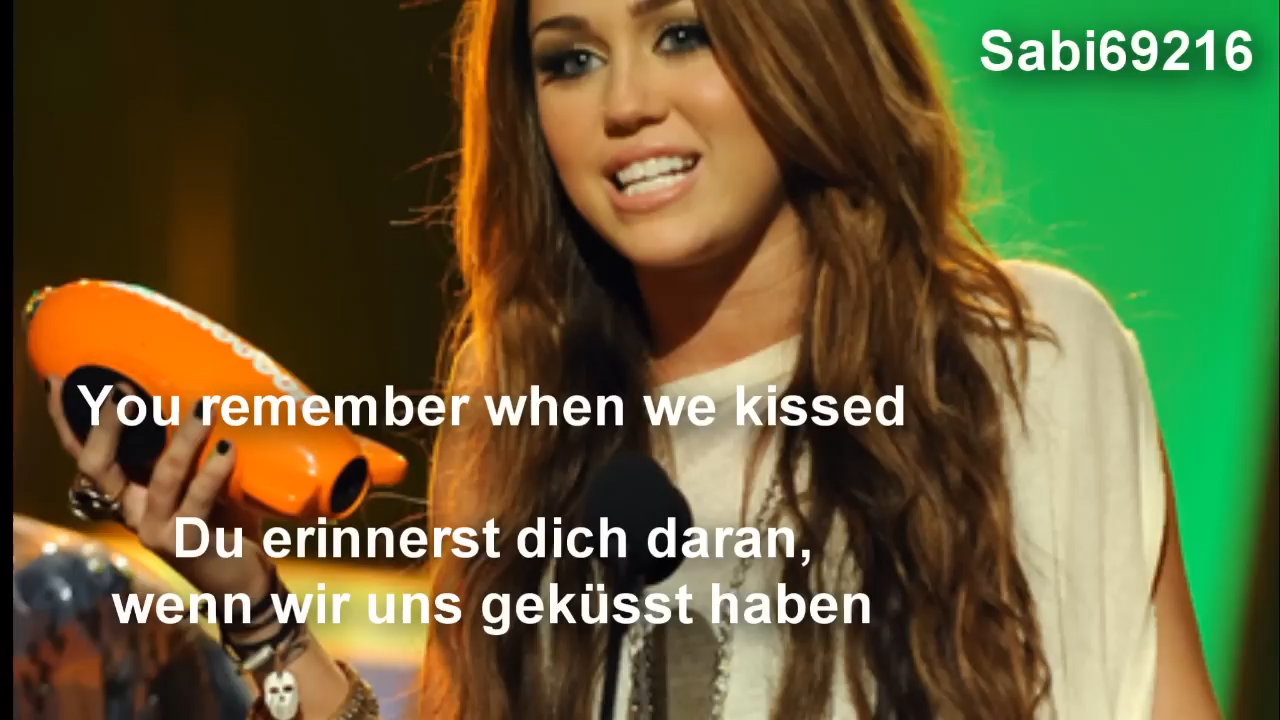 Sabi69216
You remember when we kissed
Du erinnerst dich daran,
wenn wir uns geküsst haben